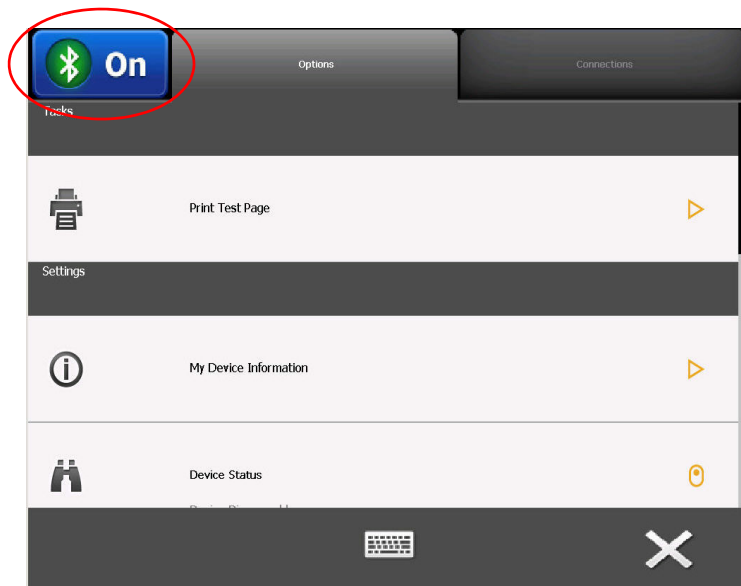 On
Options
Connections
Tasks
Print Test Page
Settings
My Device Information
Device Status